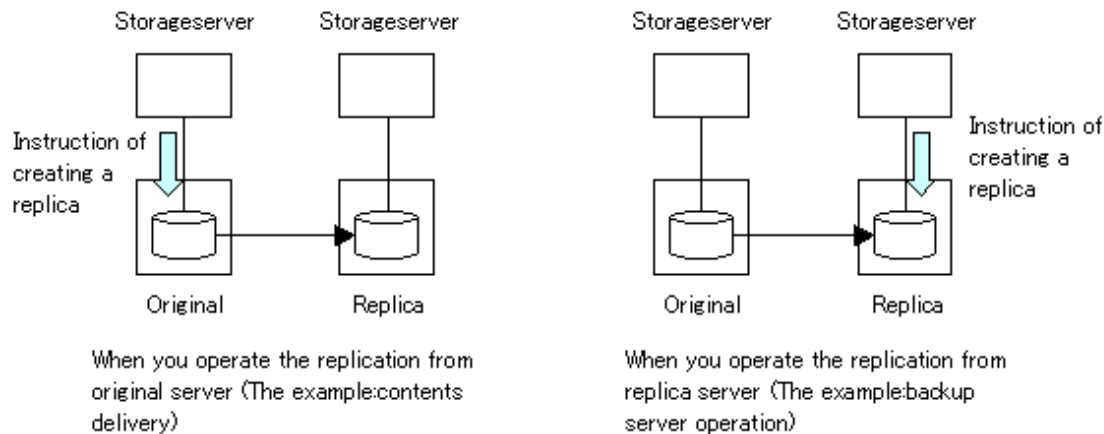 Storageserver
Storageserver
Instruction of
creating a
replica
Original
Replica
When you operate the replication from
original server (The example:contents
delivery)
Storageserver
Storageserver
Instruction of
creating a
replica
Original
Replica
When you operate the replication from
replica server (The example:backup
server operation)